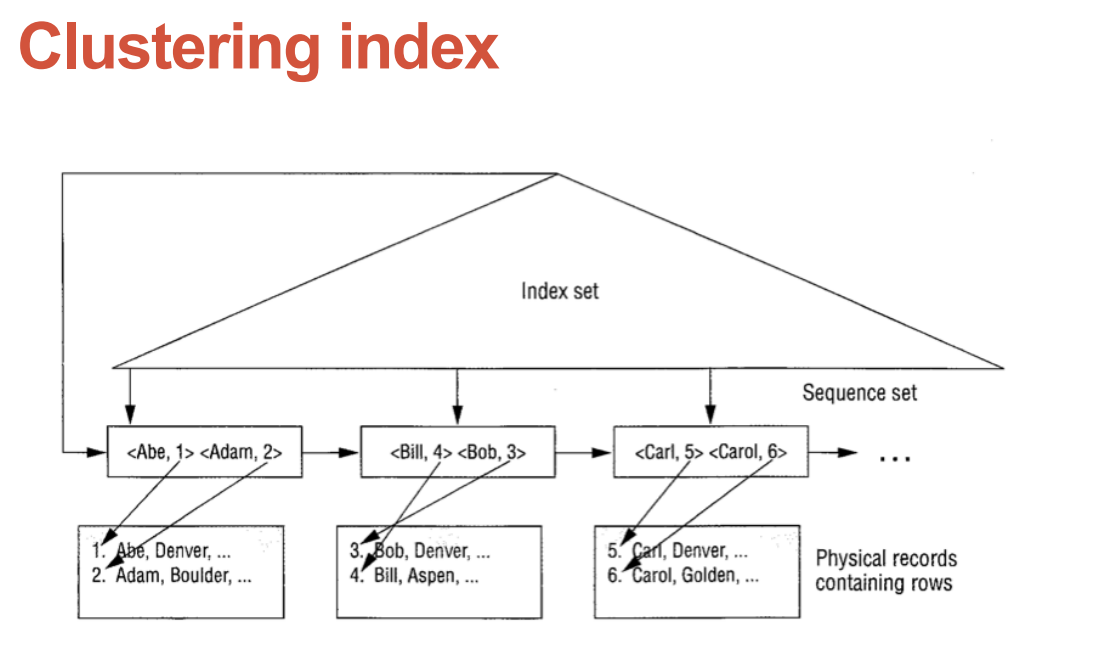 Clustering index
Index set
Sequence set
<Abe, 1> <Adam, 2>
<Bill, 4> <Bob, 3>
<Carl, 5> <Carol, 6>
...
1. Abe, Denver, ...
2. Adam, Boulder, ...
3. Bob, Denver, ...
4. Bill, Aspen, ...
5. Carl, Denver, ...
6. Carol, Golden, ...
Physical records
containing rows